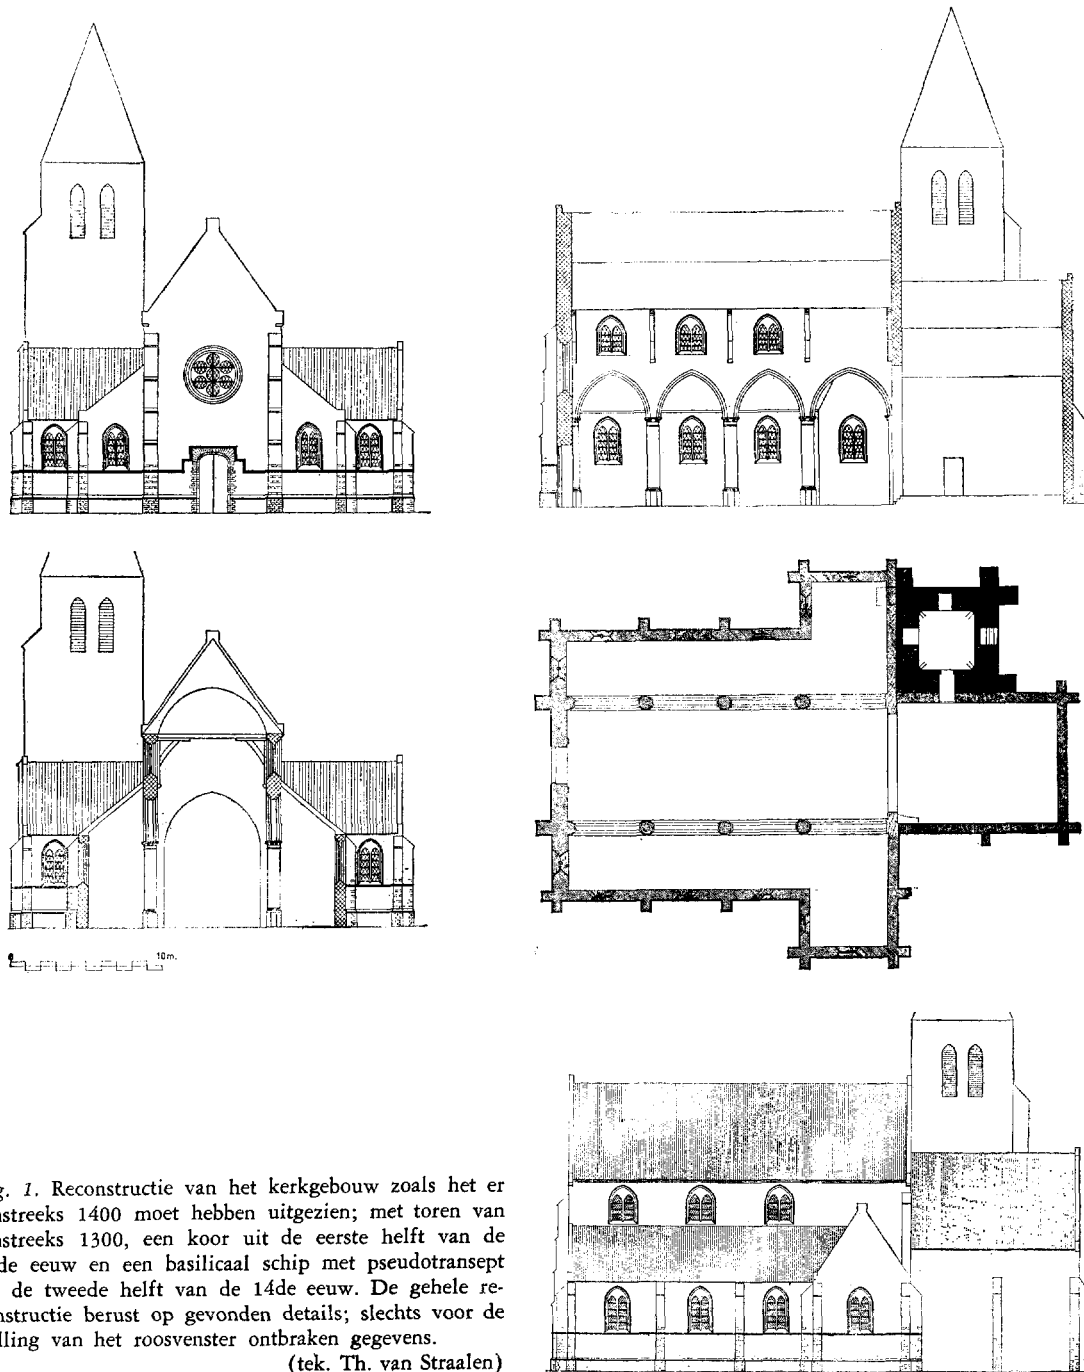 10m.
g. 1. Reconstructie van het kerkgebouw zoals het er
nstreeks 1400 moet hebben uitgezien; met toren van
nstreeks 1300, een koor uit de eerste helft van de
de eeuw en een basilicaal schip met pseudotransept
de tweede helft van de 14de eeuw. De gehele re-
nstructie berust op gevonden details; slechts voor de
lling van het roosvenster ontbraken gegevens.
(tek. Th. van Straalen)